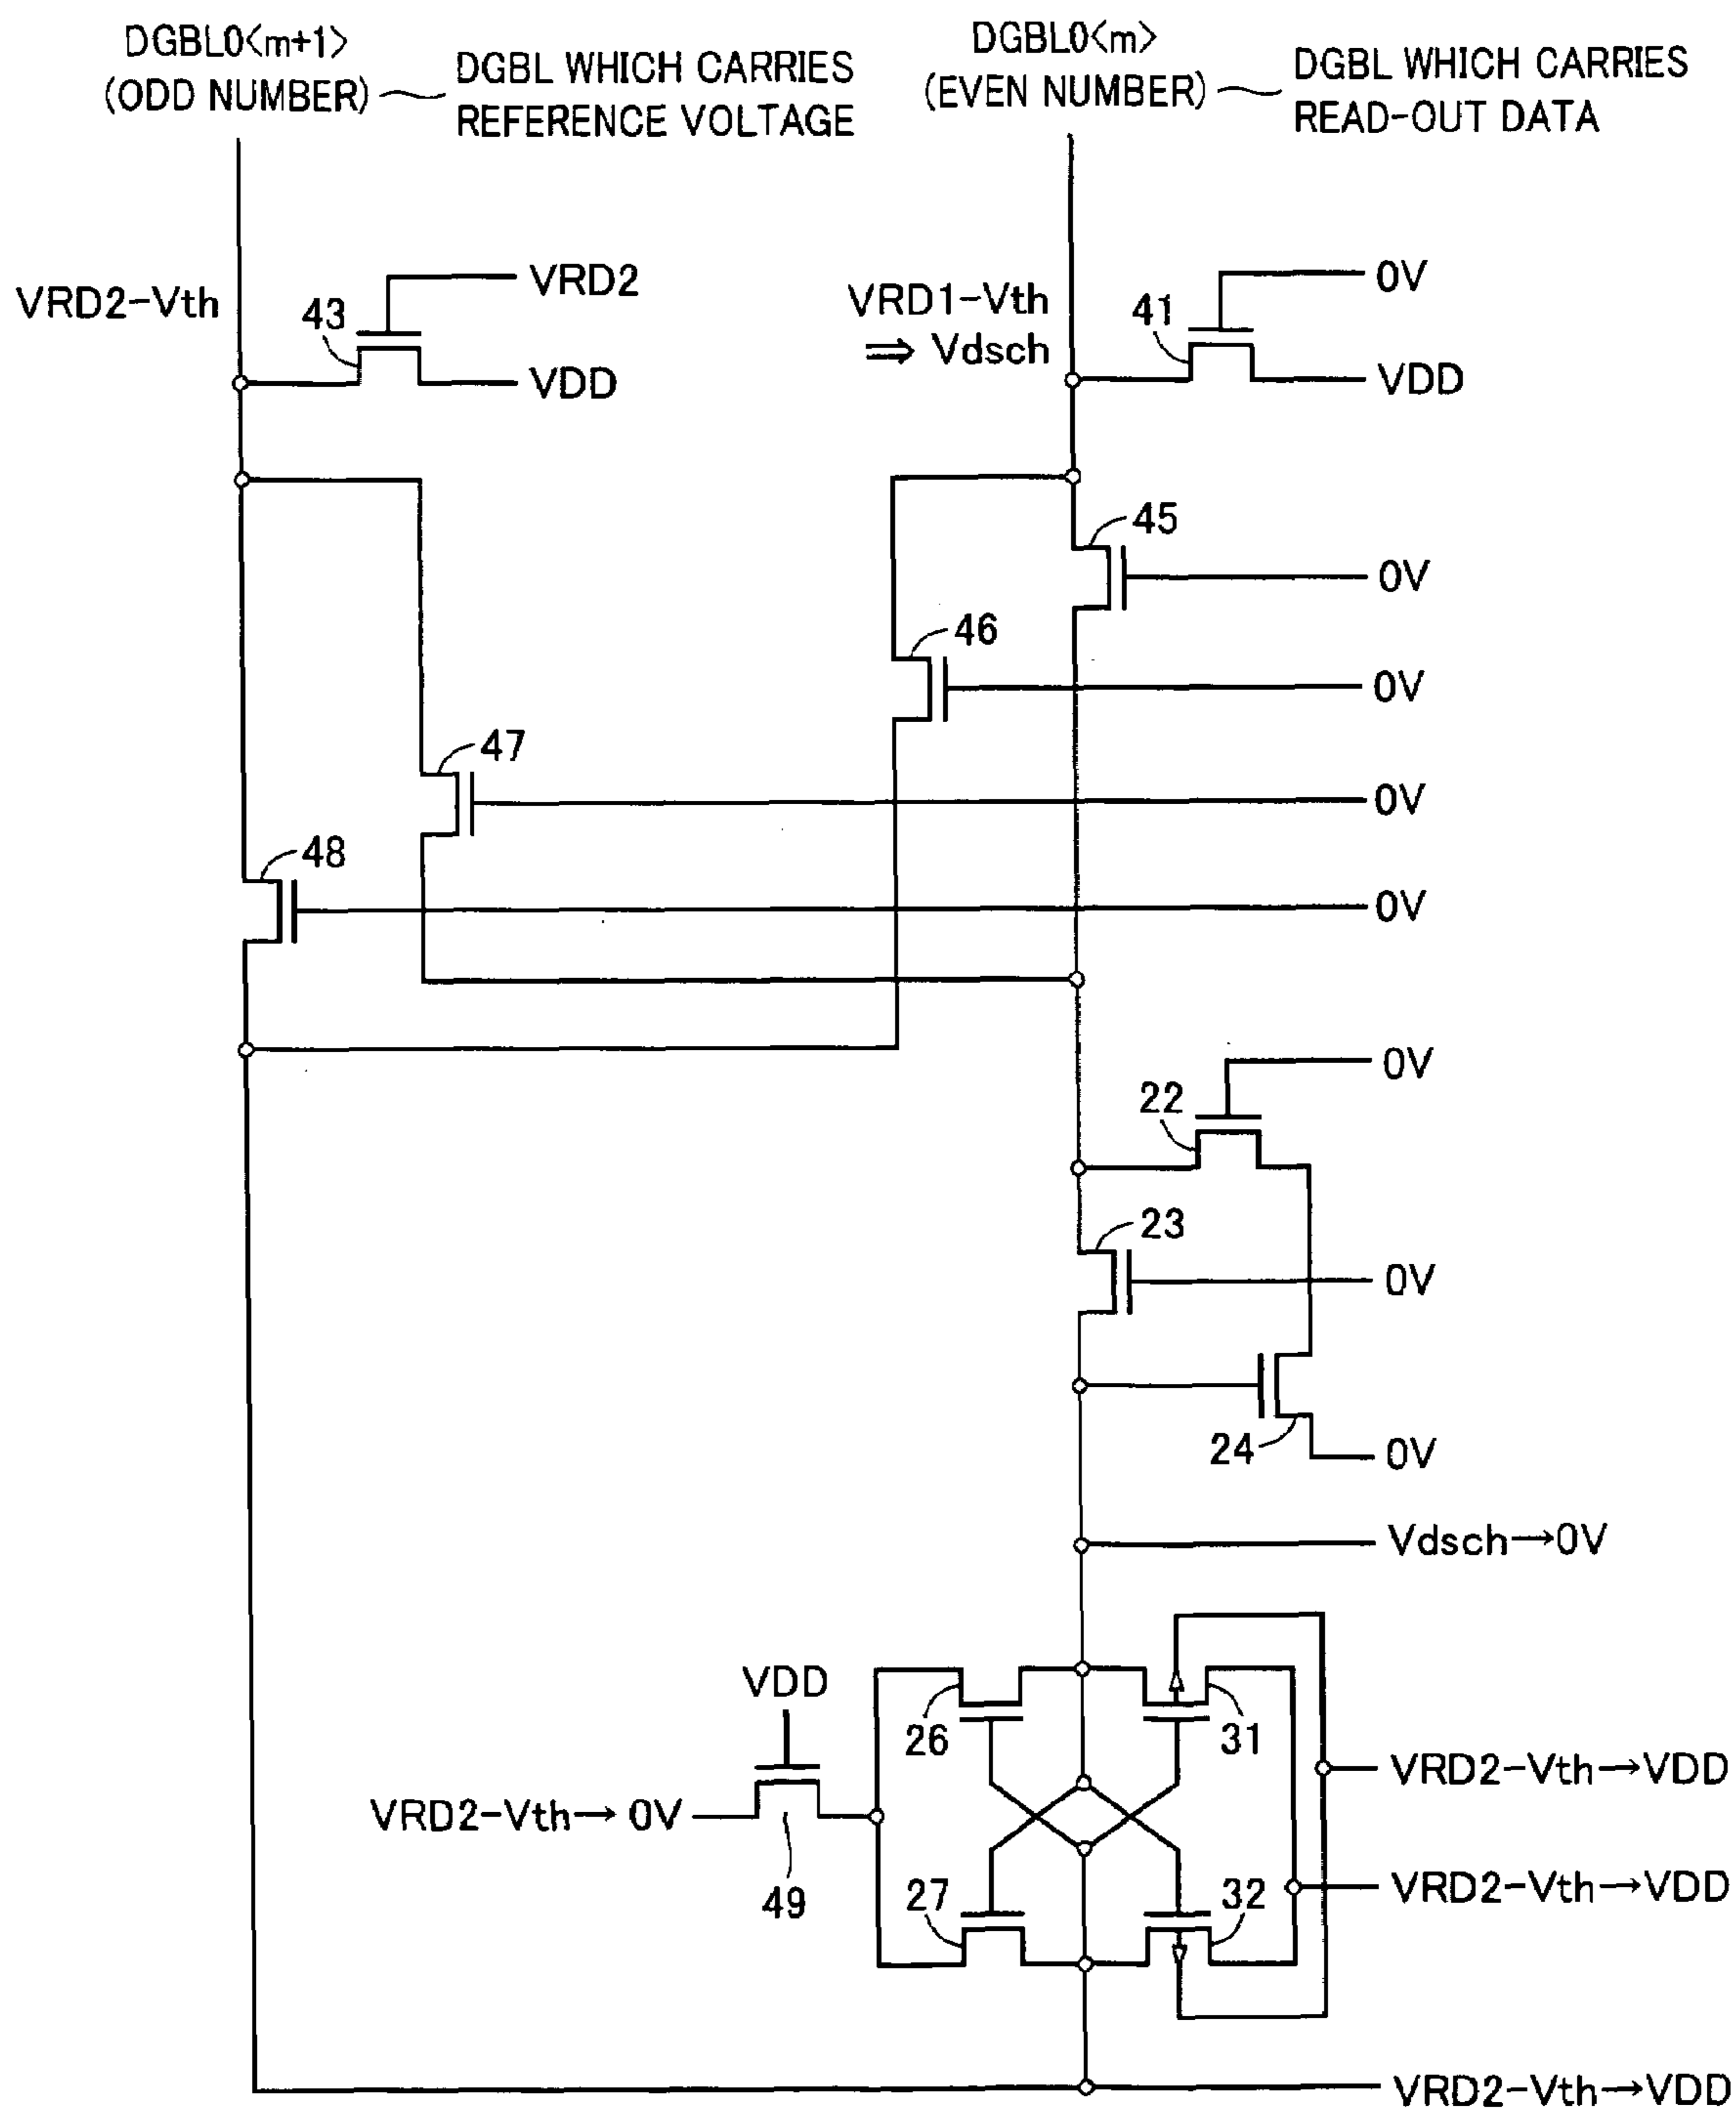 DGBL0<m+1>
(ODD NUMBER)
DGBL WHICH CARRIES
REFERENCE VOLTAGE
DGBL0<m>
(EVEN NUMBER)
DGBL WHICH CARRIES
READ-OUT DATA
VRD2-Vth
43
VRD2
VDD
VRD1-Vth
⇒ Vdsch
41
0V
VDD
45
0V
46
0V
47
0V
48
0V
22
0V
23
0V
24
0V
Vdsch→0V
VDD
26
31
VRD2-Vth→VDD
VRD2-Vth→0V
49
27
32
VRD2-Vth→VDD
VRD2-Vth→VDD